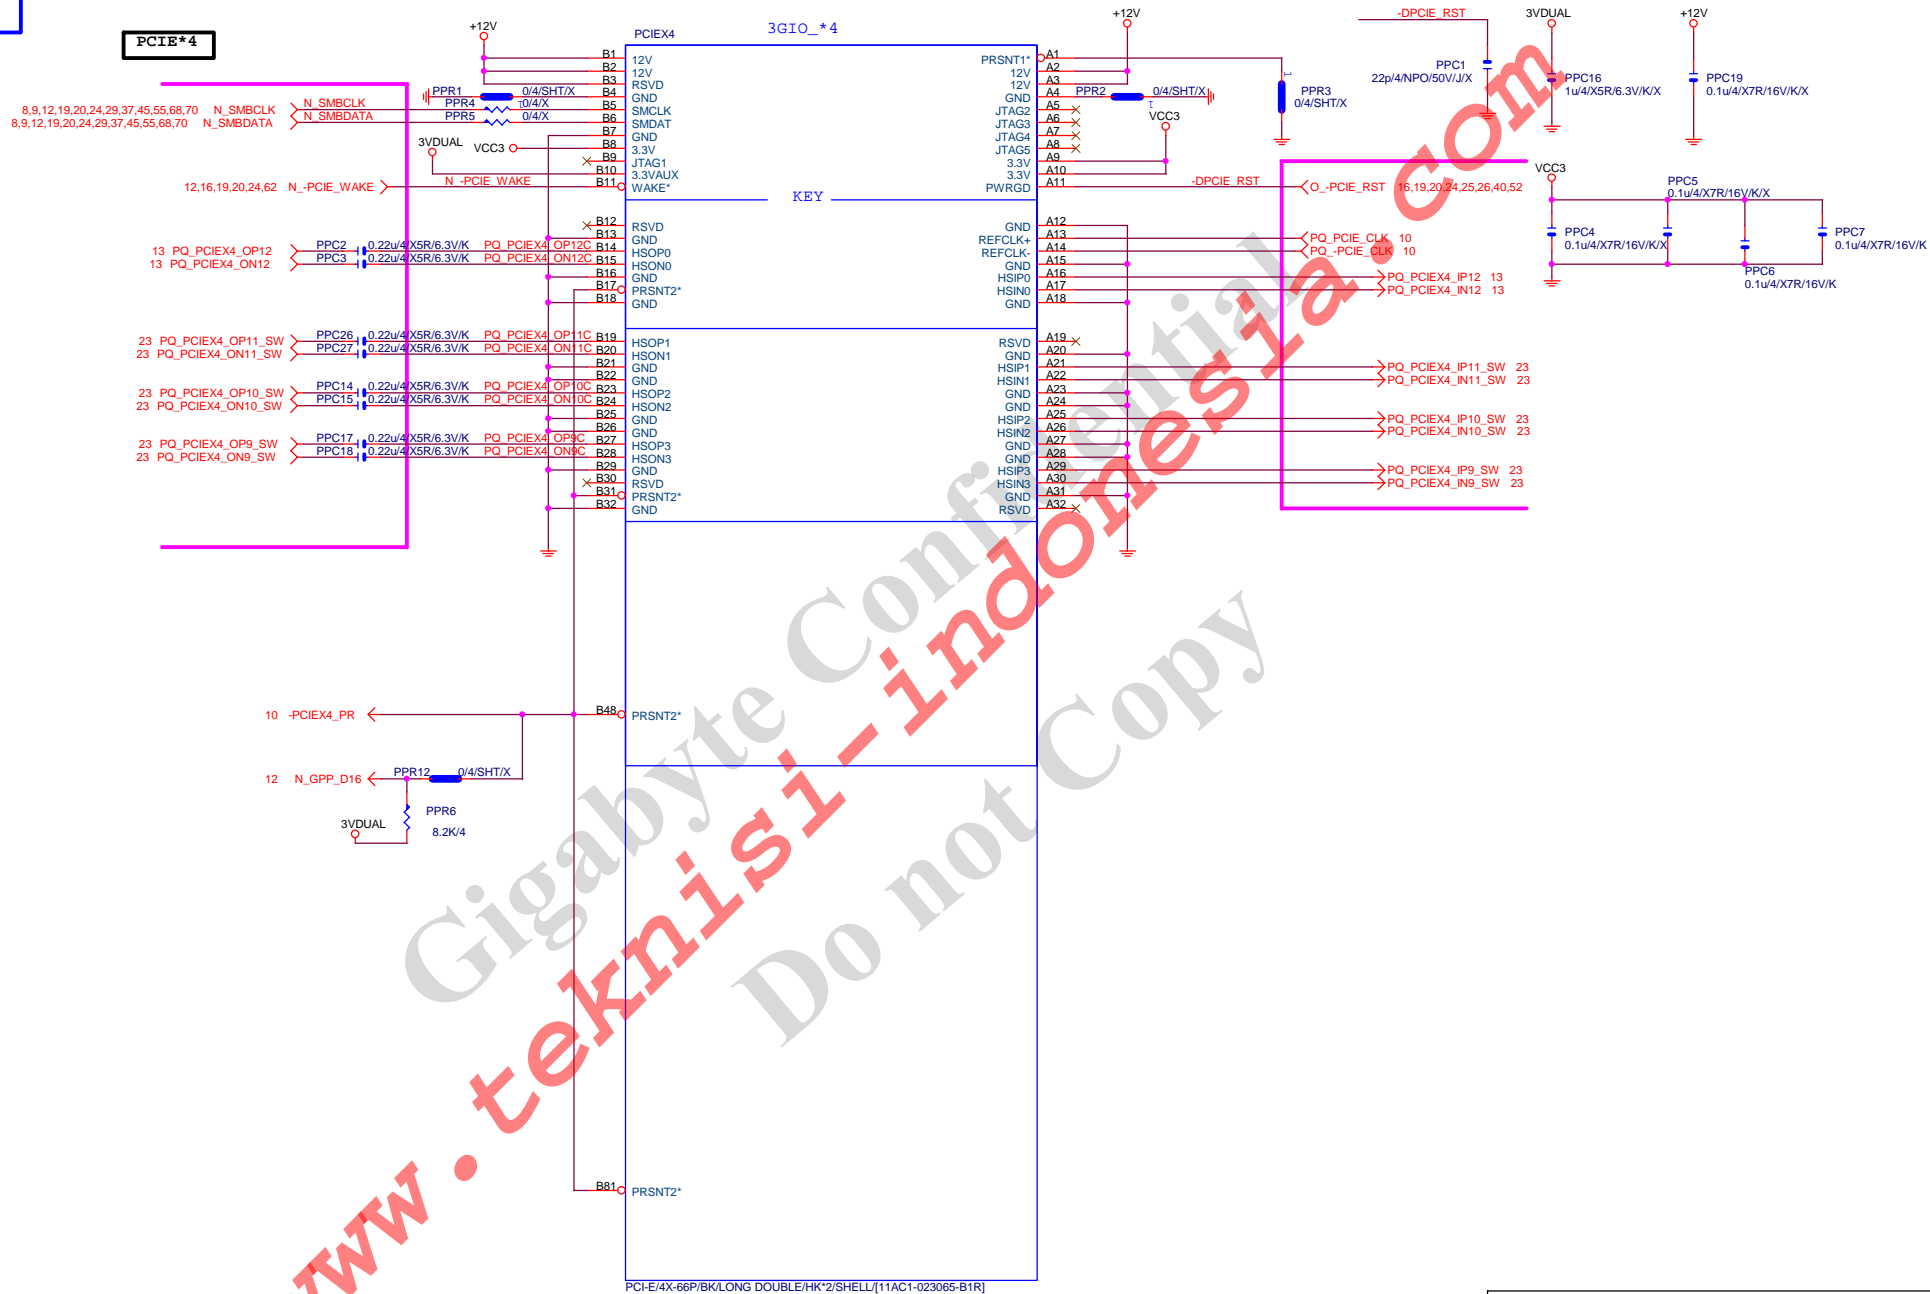 PCIE*4
+12V
PCIEX4
3GIO_*4
+12V
-DPCIE_RST
3VDUAL
+12V
PPC1
22p/4/NPO/50V/J/X
PPC16
1u/4/X5R/6.3V/K/X
PPC19
0.1u/4/X7R/16V/K/X
B1 12V
B2 12V
B3 RSVD
PPR1 0/4/SHT/X B4 GND
8,9,12,19,20,24,29,37,45,55,68,70 N_SMBCLK N_SMBCLK PPR4 1 0/4/X B5 SMCLK
8,9,12,19,20,24,29,37,45,55,68,70 N_SMBDATA N_SMBDATA PPR5 0/4/X B6 SMDAT
B7 GND
3VDUAL VCC3 B8 3.3V
B9 JTAG1
B10 3.3VAUX
12,16,19,20,24,62 N_-PCIE_WAKE N_-PCIE_WAKE B11 WAKE*
PRSNT1* A1
12V A2
12V A3
GND A4 PPR2 1 0/4/SHT/X
PPR3 1
0/4/SHT/X
JTAG2 A5
JTAG3 A6
JTAG4 A7
JTAG5 A8
VCC3
3.3V A9
3.3V A10
PWRGD A11 -DPCIE_RST O_-PCIE_RST 16,19,20,24,25,26,40,52
KEY
VCC3
PPC4
0.1u/4/X7R/16V/K/X
PPC5
0.1u/4/X7R/16V/K/X
PPC6
0.1u/4/X7R/16V/K
PPC7
0.1u/4/X7R/16V/K
B12 RSVD
B13 GND
13 PQ_PCIEX4_OP12 PPC2 0.22u/4/X5R/6.3V/K PQ_PCIEX4_OP12C B14 HSOP0
13 PQ_PCIEX4_ON12 PPC3 0.22u/4/X5R/6.3V/K PQ_PCIEX4_ON12C B15 HSON0
B16 GND
B17 PRSNT2*
B18 GND
GND A12
REFCLK+ A13 PQ_PCIE_CLK 10
REFCLK- A14 PQ_-PCIE_CLK 10
GND A15
HSIP0 A16 PQ_PCIEX4_IP12 13
HSIN0 A17 PQ_PCIEX4_IN12 13
GND A18
23 PQ_PCIEX4_OP11_SW PPC26 0.22u/4/X5R/6.3V/K PQ_PCIEX4_OP11C B19 HSOP1
23 PQ_PCIEX4_ON11_SW PPC27 0.22u/4/X5R/6.3V/K PQ_PCIEX4_ON11C B20 HSON1
B21 GND
B22 GND
23 PQ_PCIEX4_OP10_SW PPC14 0.22u/4/X5R/6.3V/K PQ_PCIEX4_OP10C B23 HSOP2
23 PQ_PCIEX4_ON10_SW PPC15 0.22u/4/X5R/6.3V/K PQ_PCIEX4_ON10C B24 HSON2
B25 GND
B26 GND
23 PQ_PCIEX4_OP9_SW PPC17 0.22u/4/X5R/6.3V/K PQ_PCIEX4_OP9C B27 HSOP3
23 PQ_PCIEX4_ON9_SW PPC18 0.22u/4/X5R/6.3V/K PQ_PCIEX4_ON9C B28 HSON3
B29 GND
B30 RSVD
B31 PRSNT2*
B32 GND
RSVD A19
GND A20
HSIP1 A21 PQ_PCIEX4_IP11_SW 23
HSIN1 A22 PQ_PCIEX4_IN11_SW 23
GND A23
GND A24
HSIP2 A25 PQ_PCIEX4_IP10_SW 23
HSIN2 A26 PQ_PCIEX4_IN10_SW 23
GND A27
GND A28
HSIP3 A29 PQ_PCIEX4_IP9_SW 23
HSIN3 A30 PQ_PCIEX4_IN9_SW 23
GND A31
RSVD A32
10 -PCIEX4_PR B48 PRSNT2*
12 N_GPP_D16 PPR12 0/4/SHT/X
PPR6
8.2K/4
3VDUAL
B81 PRSNT2*
PCI-E/4X-66P/BK/LONG DOUBLE/HK*2/SHELL/[11AC1-023065-B1R]
Gigabyte Confidential
Do not Copy
www.teknisi-indonesia.com